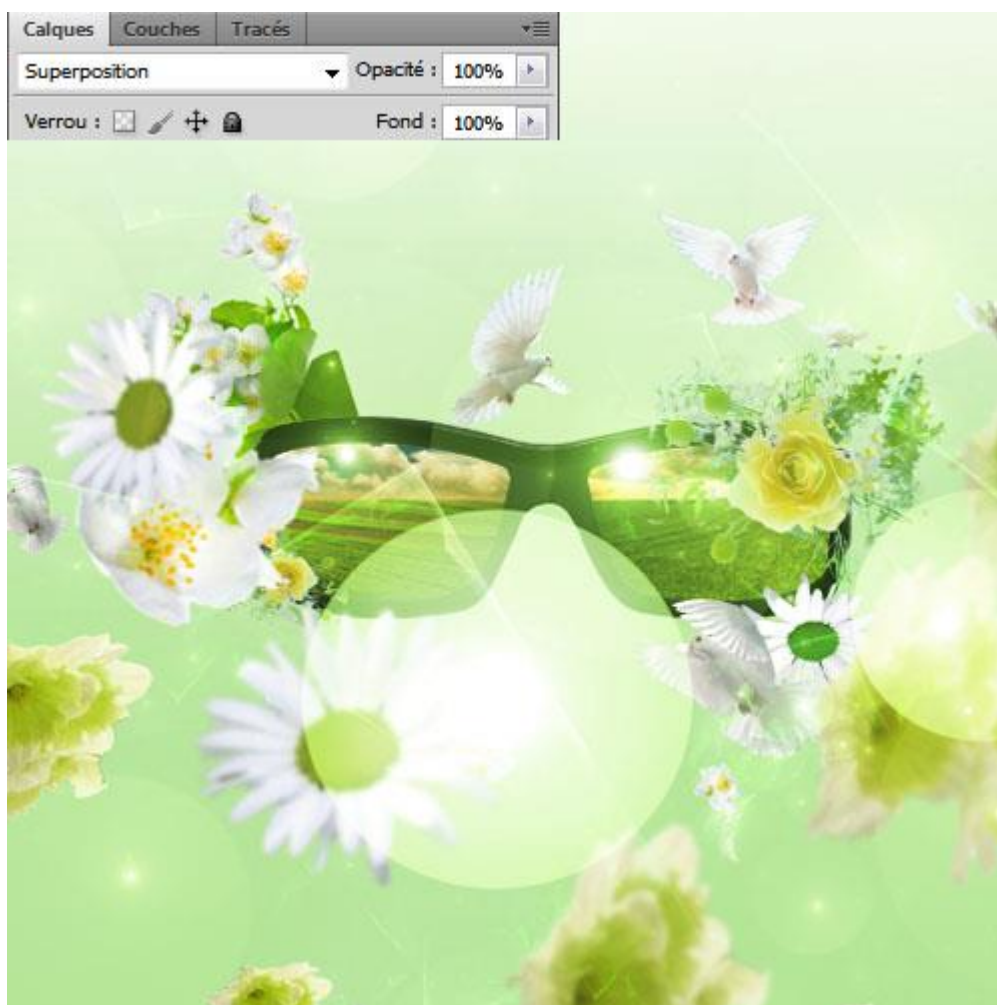 Calques Couches Tracés
Superposition Opacité : 100%
Verrou : Fond : 100%